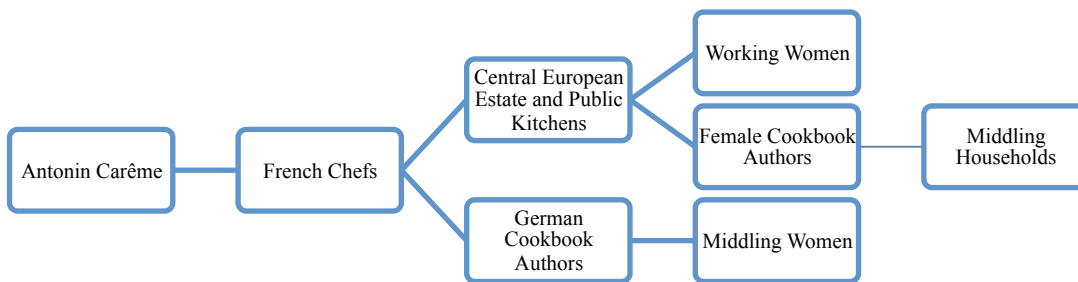 Antonin Carême
French Chefs
Central European
Estate and Public
Kitchens
Working Women
Female Cookbook
Authors
Middling
Households
German
Cookbook
Authors
Middling Women